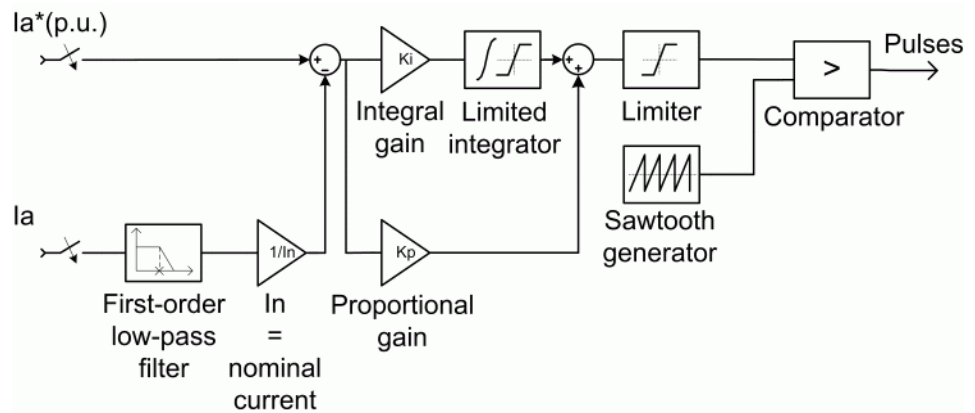 Ia*(p.u.)
+
−
Ki
Integral
gain
Limited
integrator
+
+
Limiter
>
Comparator
Pulses
Sawtooth
generator
Ia
First-order
low-pass
filter
1/In
In
=
nominal
current
Kp
Proportional
gain